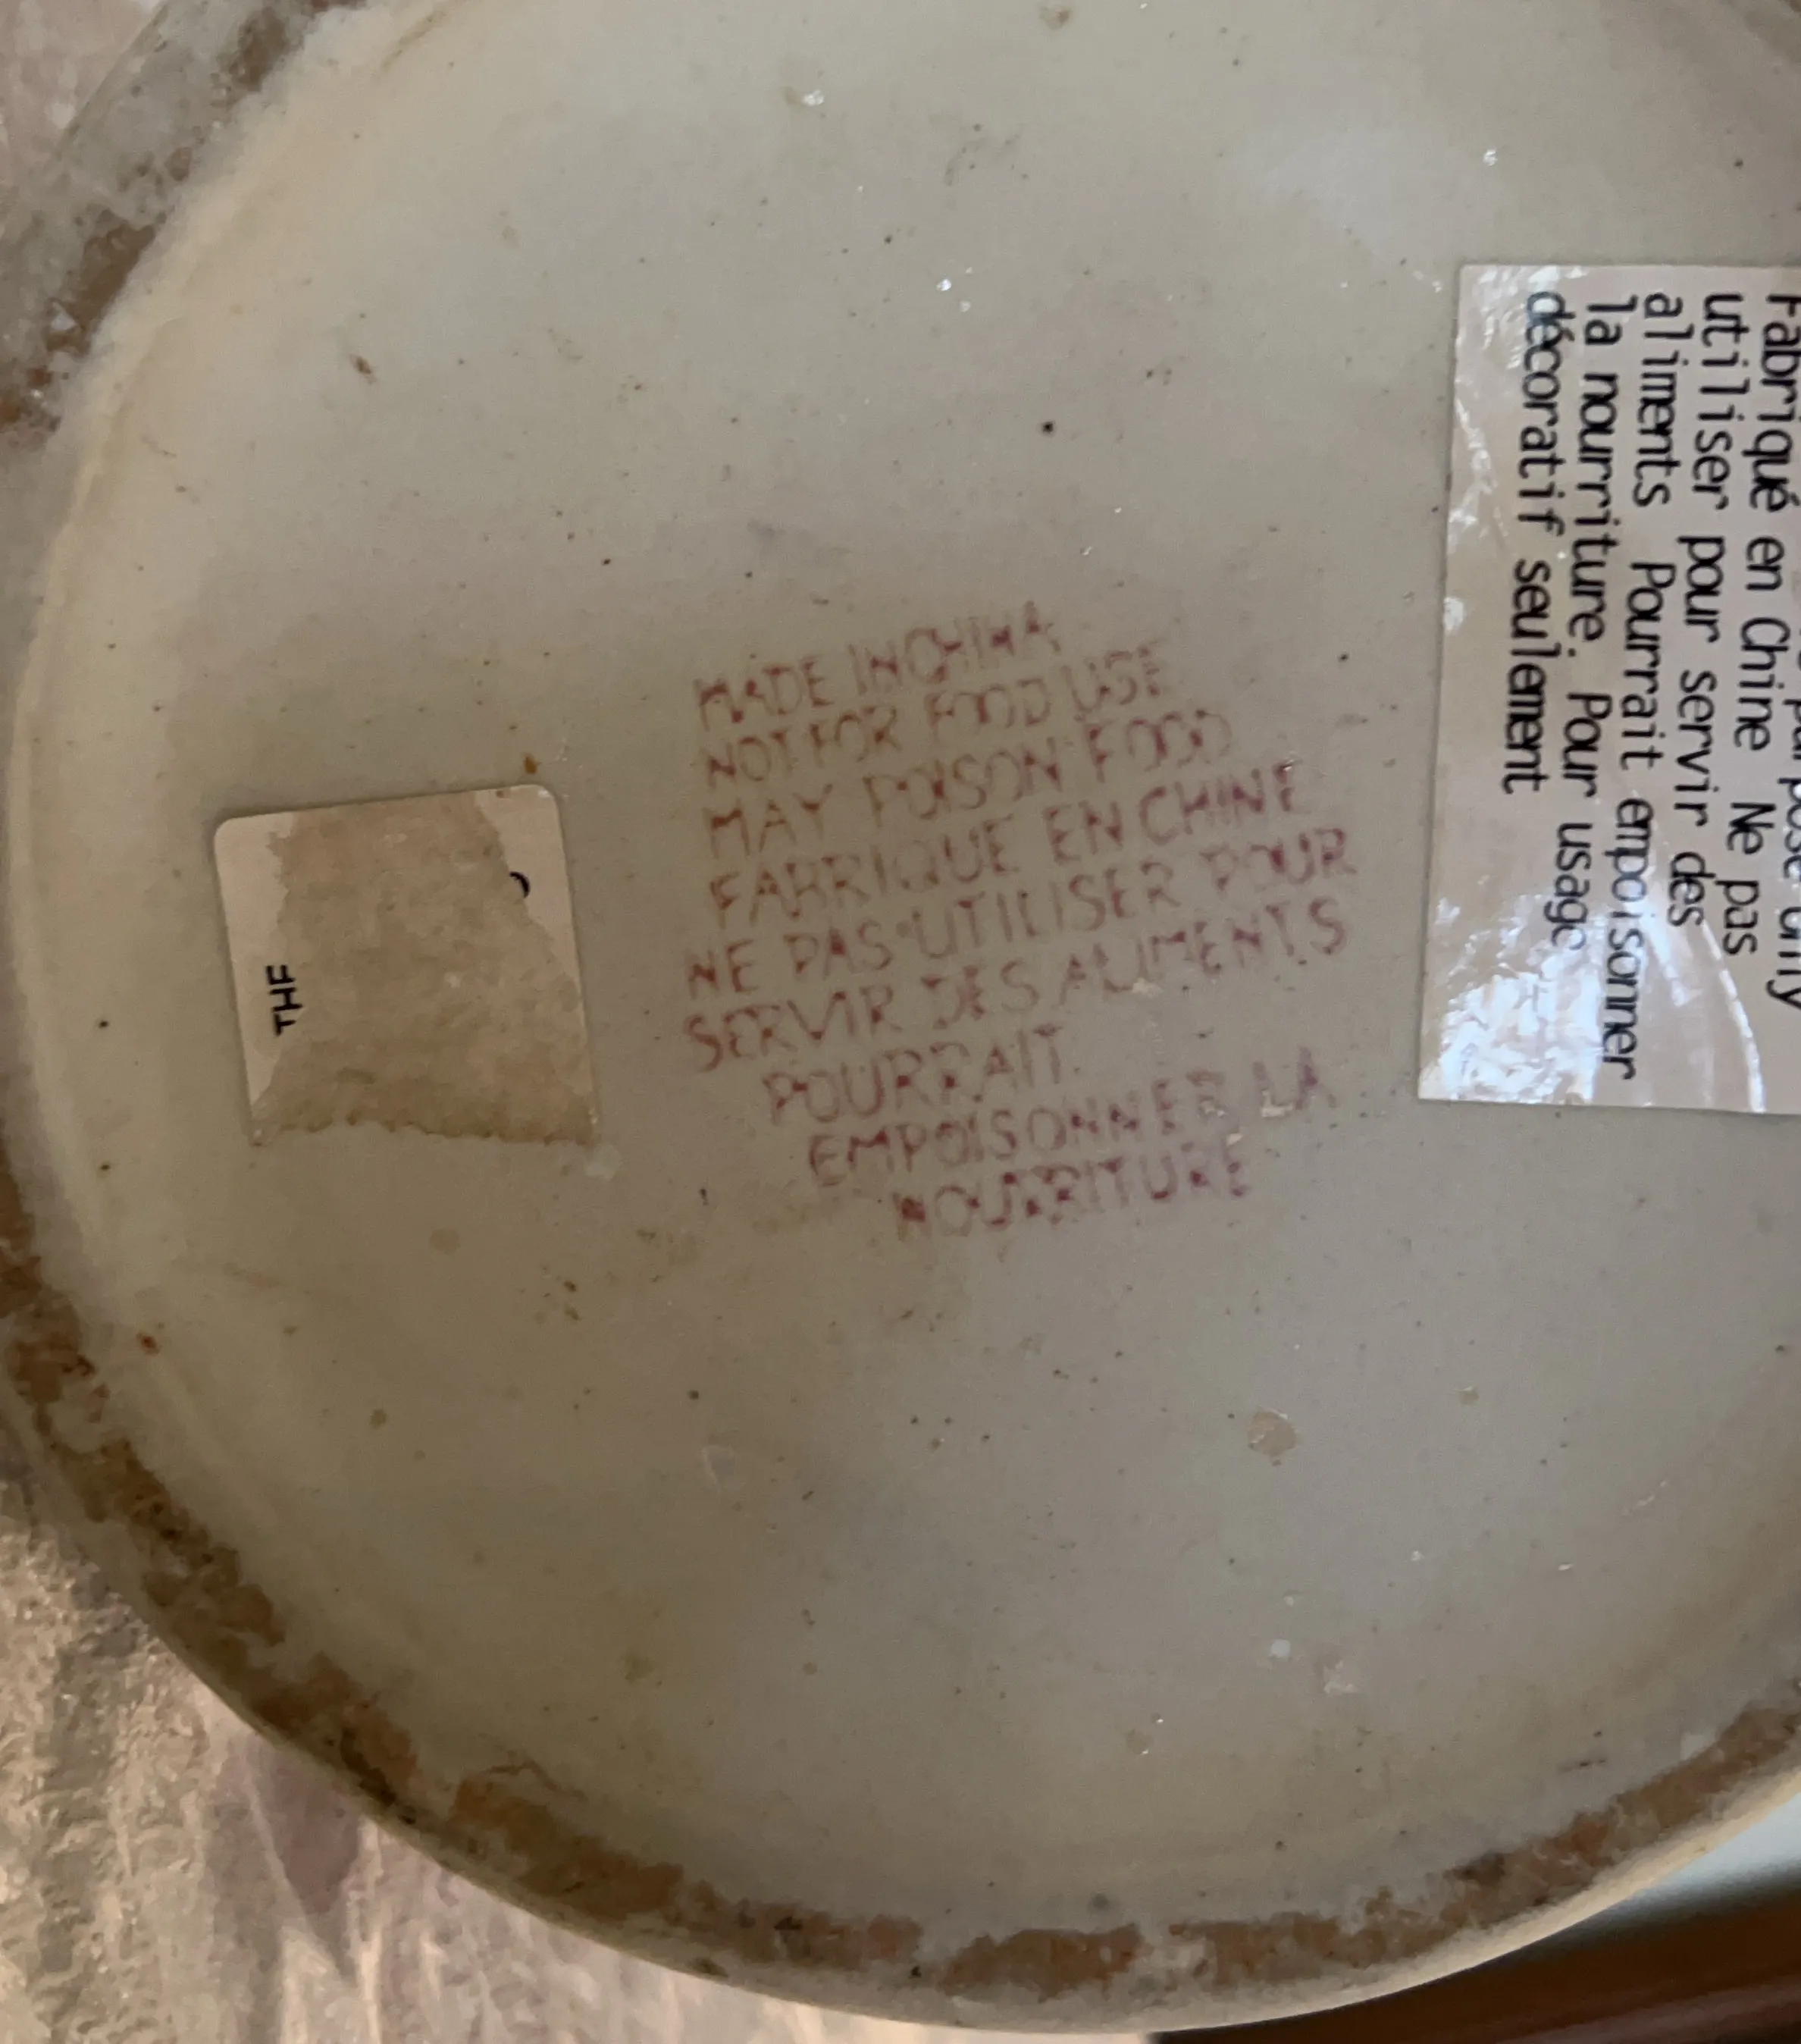 MADE IN CHINA
NOT FOR FOOD USE
MAY POISON FOOD
FABRIQUE EN CHINE
NE PAS UTILISER POUR
SERVIR DES ALIMENTS
POURRAIT
EMPOISONNER LA
NOURRITURE
THE
Fabriqué en Chine Ne pas
utiliser pour servir des
aliments Pourrait empoisonner
la nourriture. Pour usage
décoratif seulement